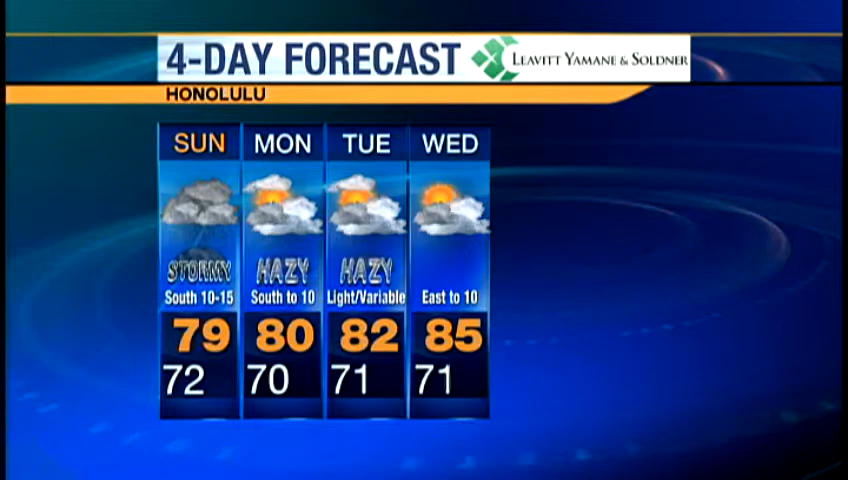 4-DAY FORECAST LEAVITT YAMANE & SOLDNER
HONOLULU
SUN MON TUE WED
STORMY HAZY HAZY
South 10-15 South to 10 Light/Variable East to 10
79 80 82 85
72 70 71 71